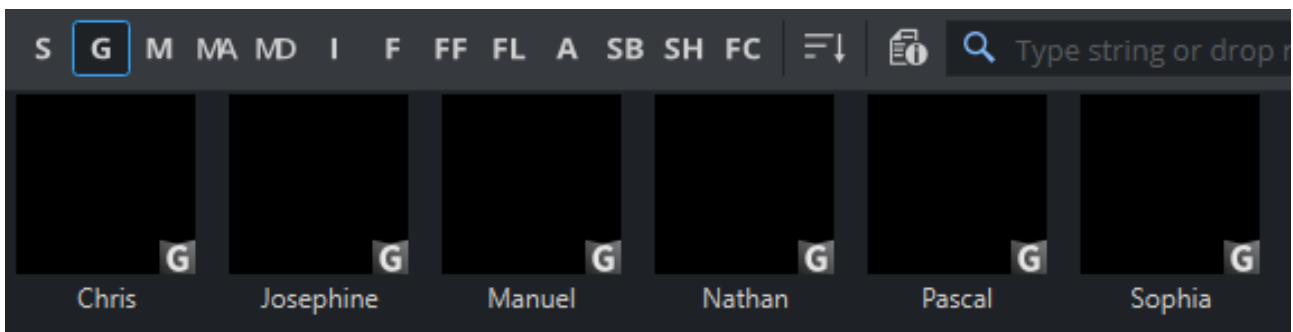 S G M MA MD I F FF FL A SB SH FC Type string or drop
G G G G G G
Chris Josephine Manuel Nathan Pascal Sophia